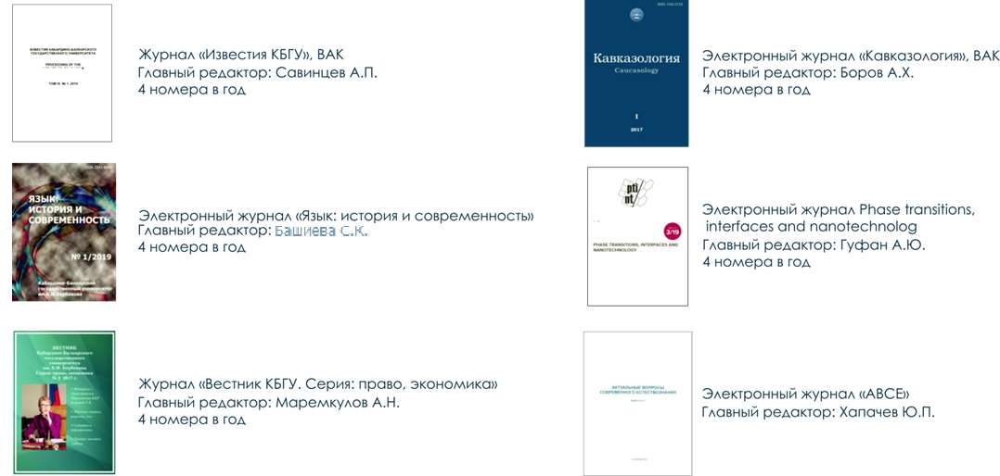 ИЗВЕСТИЯ КАБАРДИНО-БАЛКАРСКОГО
ГОСУДАРСТВЕННОГО УНИВЕРСИТЕТА
PROCEEDING OF THE
ТОМ IV, № 1, 2014
Журнал «Известия КБГУ», ВАК
Главный редактор: Савинцев А.П.
4 номера в год
Кавказология
Caucasology
1
2017
Электронный журнал «Кавказология», ВАК
Главный редактор: Боров А.Х.
4 номера в год
ЯЗЫК:
ИСТОРИЯ И
СОВРЕМЕННОСТЬ
№ 1/2019
Кабардино-Балкарский
государственный университет
им. Х.М. Бербекова
Электронный журнал «Язык: история и современность»
Главный редактор: Башиева С.К.
4 номера в год
pti
nt
3/19
PHASE TRANSITIONS, INTERFACES AND
NANOTECHNOLOGY
Электронный журнал Phase transitions,
interfaces and nanotechnolog
Главный редактор: Гуфан А.Ю.
4 номера в год
ВЕСТНИК
Кабардино-Балкарского
государственного
университета
им. Х.М. Бербекова
Серия: право, экономика
2017 г.
Журнал «Вестник КБГУ. Серия: право, экономика»
Главный редактор: Маремкулов А.Н.
4 номера в год
АКТУАЛЬНЫЕ ВОПРОСЫ
СОВРЕМЕННОГО ЕСТЕСТВОЗНАНИЯ
Электронный журнал «АВСЕ»
Главный редактор: Хапачев Ю.П.